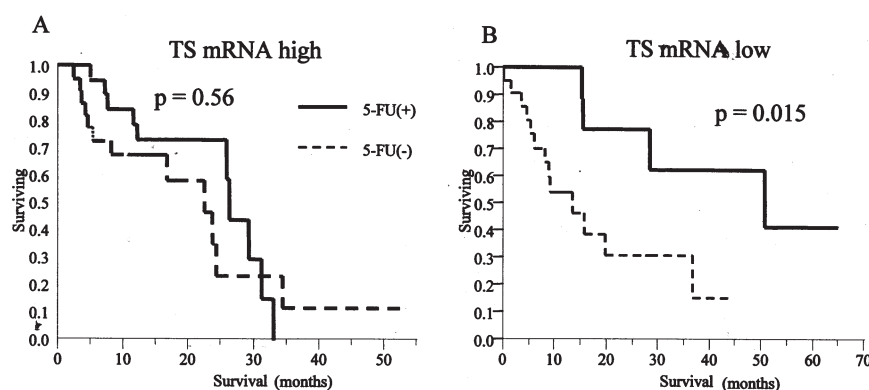 A
TS mRNA high
1.0
0.9
0.8
0.7
0.6
0.5
0.4
0.3
0.2
0.1
0.0
Surviving
p = 0.56
5-FU(+)
5-FU(-)
0 10 20 30 40 50
Survival (months)
B
TS mRNA low
1.0
0.9
0.8
0.7
0.6
0.5
0.4
0.3
0.2
0.1
0.0
Surviving
p = 0.015
0 10 20 30 40 50 60 70
Survival (months)